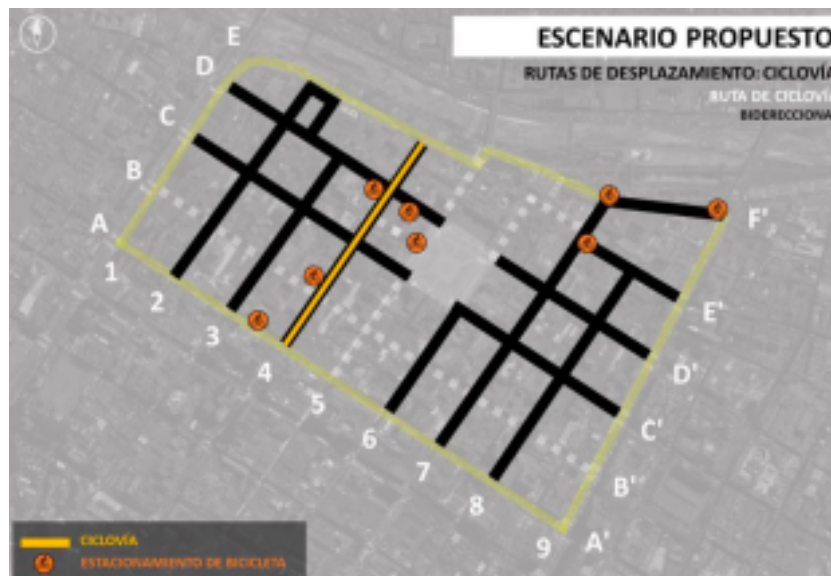 ESCENARIO PROPUESTO
RUTAS DE DESPLAZAMIENTO: CICLOVÍA
RUTA DE CICLOVÍA
BIDERECCIONA
E
D
C
B
A
1
2
3
4
5
6
7
8
9
F'
E'
D'
C'
B'
A'
CICLOVÍA
ESTACIONAMIENTO DE BICICLETA